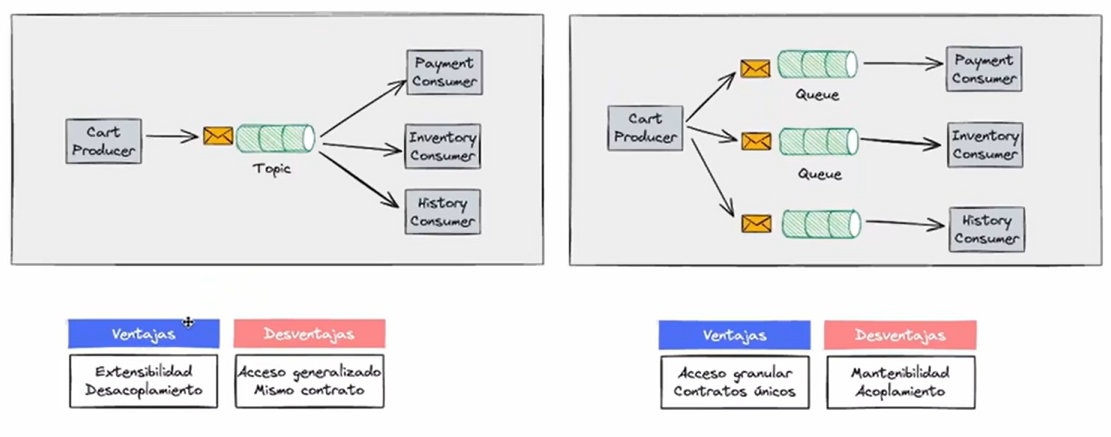 Cart
Producer
Topic
Payment
Consumer
Inventory
Consumer
History
Consumer
Cart
Producer
Queue
Queue
Payment
Consumer
Inventory
Consumer
History
Consumer
Ventajas
Desventajas
Extensibilidad
Desacoplamiento
Acceso generalizado
Mismo contrato
Ventajas
Desventajas
Acceso granular
Contratos únicos
Mantenibilidad
Acoplamiento